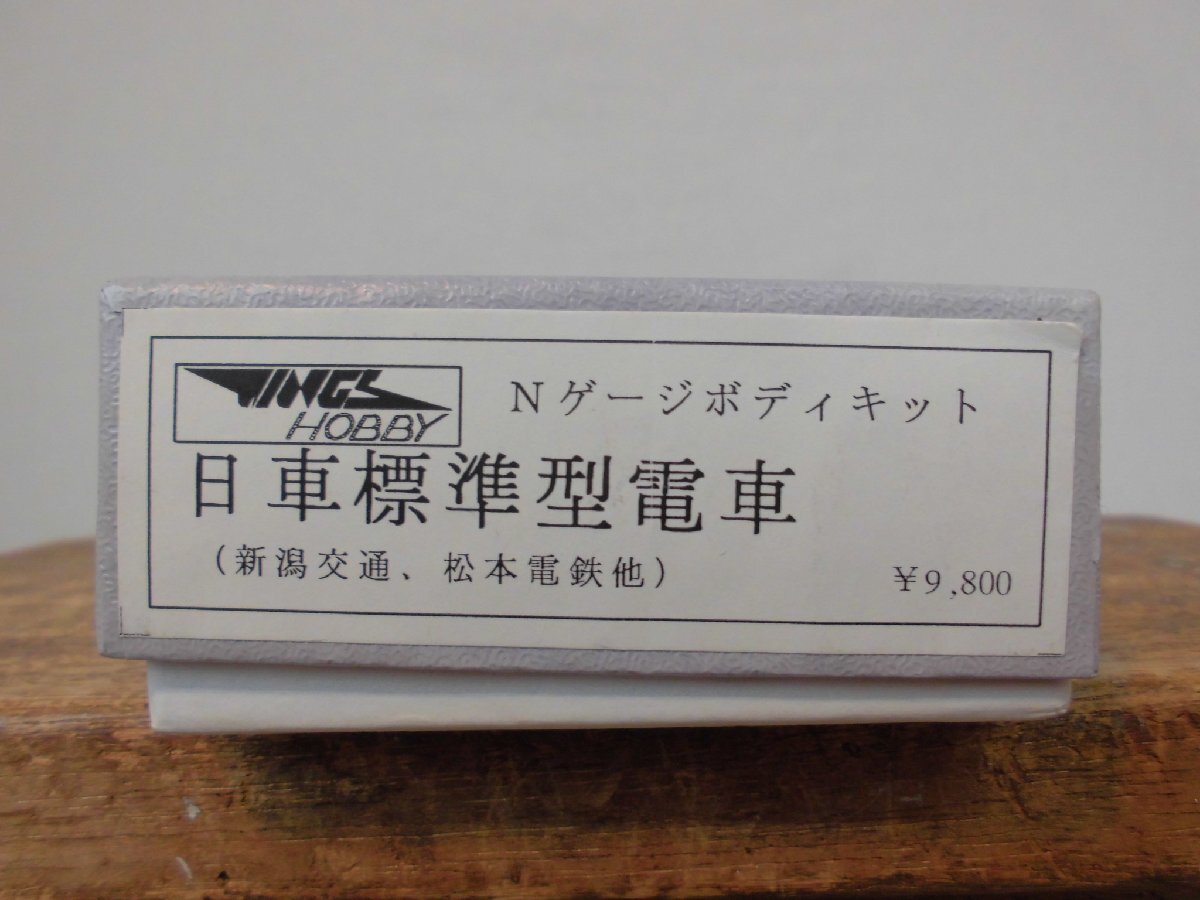 WINGS
HOBBY
Nゲージボディキット
日車標準型電車
(新潟交通、松本電鉄他)
¥9,800